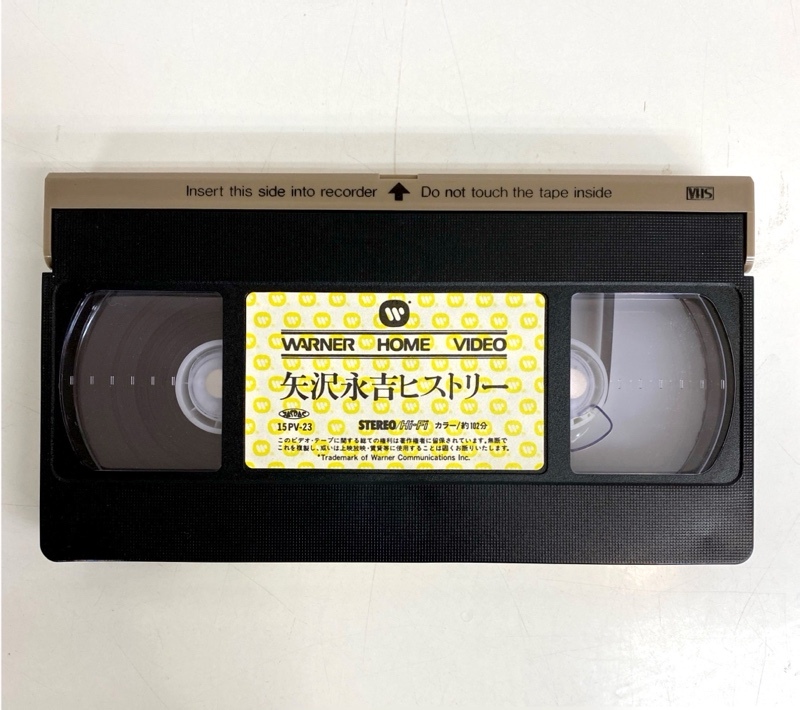 Insert this side into recorder Do not touch the tape inside VHS
WARNER HOME VIDEO
矢沢永吉ヒストリー
15PV-23 STEREO/Hi-Fi カラー/約102分
このビデオ・テープに関する総ての権利は著作権者に留保されています。無断で
これを複製し、或いは上映放映・賃貸等に使用することは固くお断りいたします。
*Trademark of Warner Communications Inc.